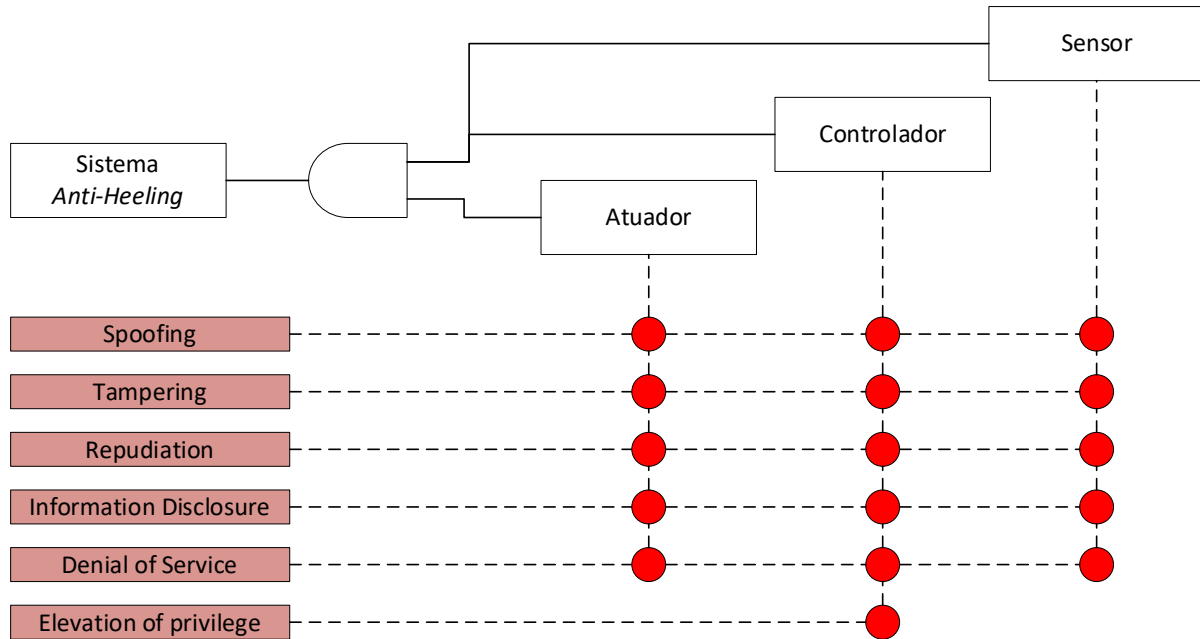 Sensor
Controlador
Sistema
Anti-Heeling
Atuador
Spoofing
Tampering
Repudiation
Information Disclosure
Denial of Service
Elevation of privilege